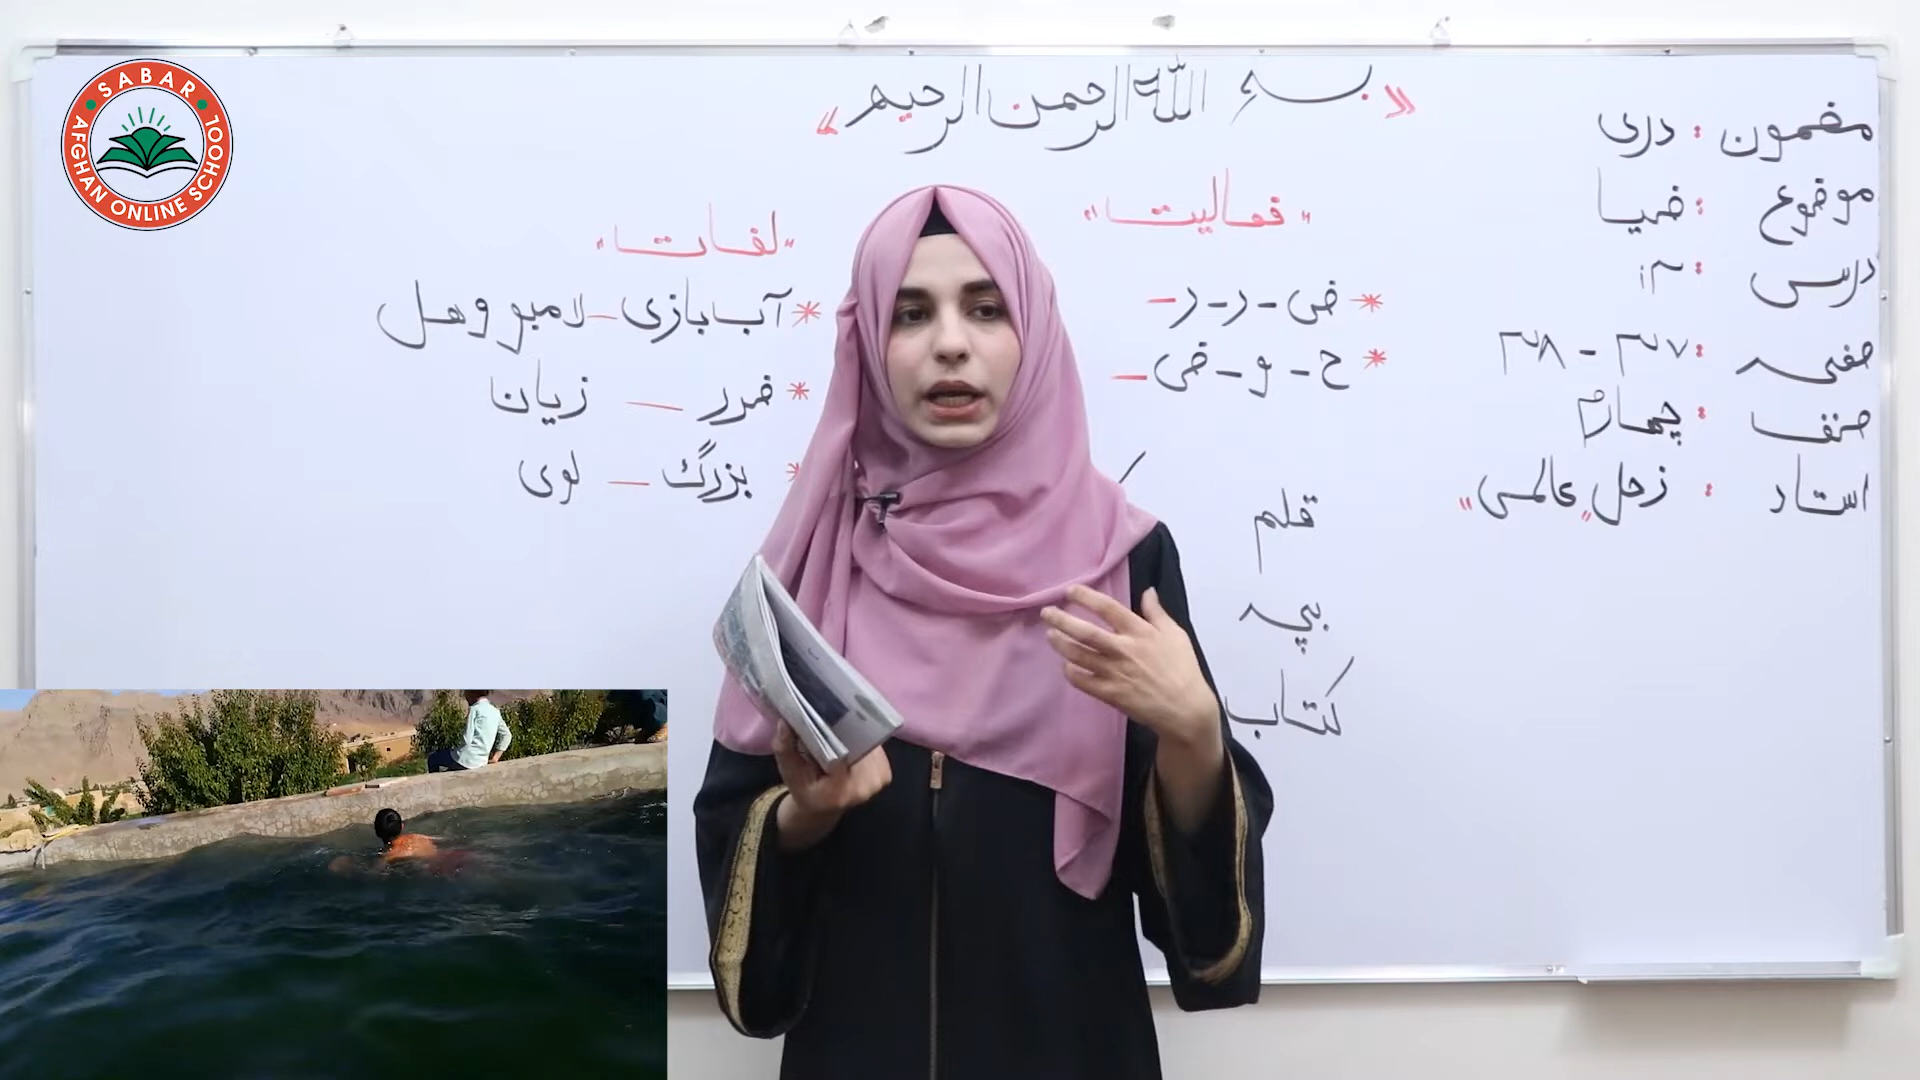 SABAR
AFGHAN ONLINE SCHOOL
« بسم الله الرحمن الرحیم »
مضمون : دری
موضوع : ضیا
درس : ۱۳
صفحه : ۳۷ - ۳۸
صنف : چهارم
استاد : زحل "عالمی"
"فعالیت"
* ض - ر - ر -
* ح - و - ض -
قلم
بچه
کتاب
"لغات"
* آب بازی - لامبو وهل
* ضرر - زیان
* بزرگ - لوی